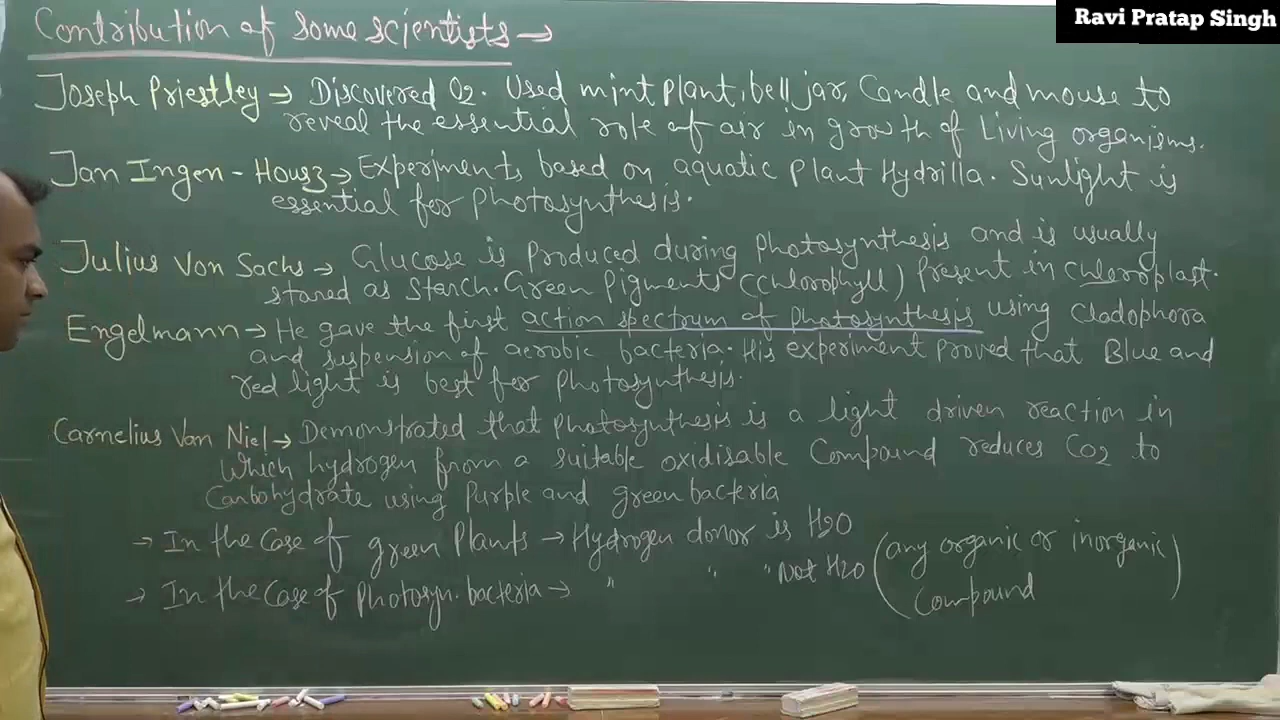 Ravi Pratap Singh
Contribution of some scientists →
Joseph Priestley → Discovered O2. Used mint plant, bell jar, Candle and mouse to
reveal the essential role of air in growth of Living organisms.
Jan Ingen-Housz → Experiments based on aquatic plant Hydrilla. Sunlight is
essential for photosynthesis.
Julius Von Sachs → Glucose is produced during photosynthesis and is usually
stored as starch. Green pigments (chlorophyll) present in chloroplast.
Engelmann → He gave the first action spectrum of photosynthesis using cladophora
and suspension of aerobic bacteria. His experiment proved that Blue and
red light is best for photosynthesis.
Carnelius Van Niel → Demonstrated that photosynthesis is a light driven reaction in
which hydrogen from a suitable oxidisable Compound reduces CO2 to
Carbohydrate using purple and green bacteria
→ In the case of green plants → Hydrogen donor is H2O
→ In the case of photosyn. bacteria → " " " Not H2O (any organic or inorganic
compound)